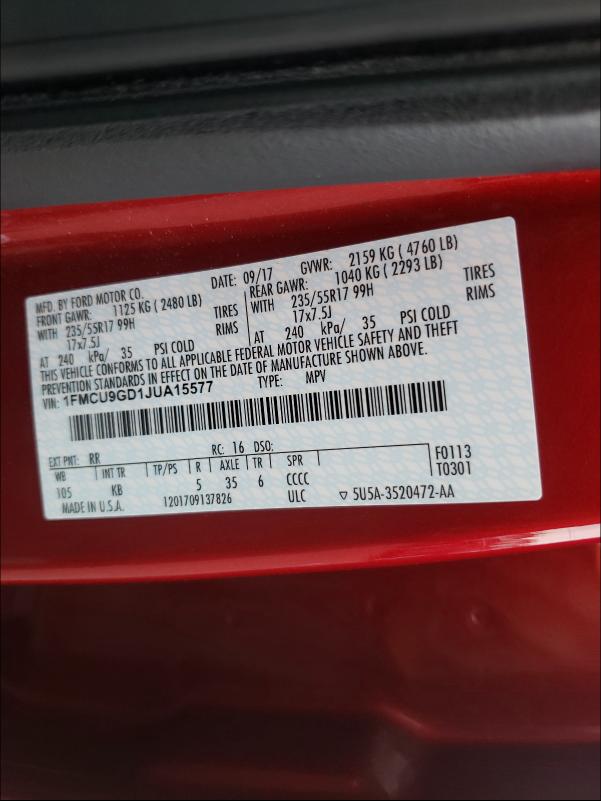 MFD. BY FORD MOTOR CO. DATE: 09/17 GVWR: 2159 KG ( 4760 LB)
FRONT GAWR: 1125 KG ( 2480 LB) REAR GAWR: 1040 KG ( 2293 LB)
WITH 235/55R17 99H TIRES WITH 235/55R17 99H TIRES
17x7.5J RIMS 17x7.5J RIMS
AT 240 kPa/ 35 PSI COLD AT 240 kPa/ 35 PSI COLD
THIS VEHICLE CONFORMS TO ALL APPLICABLE FEDERAL MOTOR VEHICLE SAFETY AND THEFT
PREVENTION STANDARDS IN EFFECT ON THE DATE OF MANUFACTURE SHOWN ABOVE.
VIN: 1FMCU9GD1JUA15577 TYPE: MPV
EXT PNT: RR RC: 16 DSO: F0113
WB INT TR TP/PS R AXLE TR SPR T0301
105 KB 5 35 6 CCCC
MADE IN U.S.A. 1201709137826 ULC ▽ 5U5A-3520472-AA